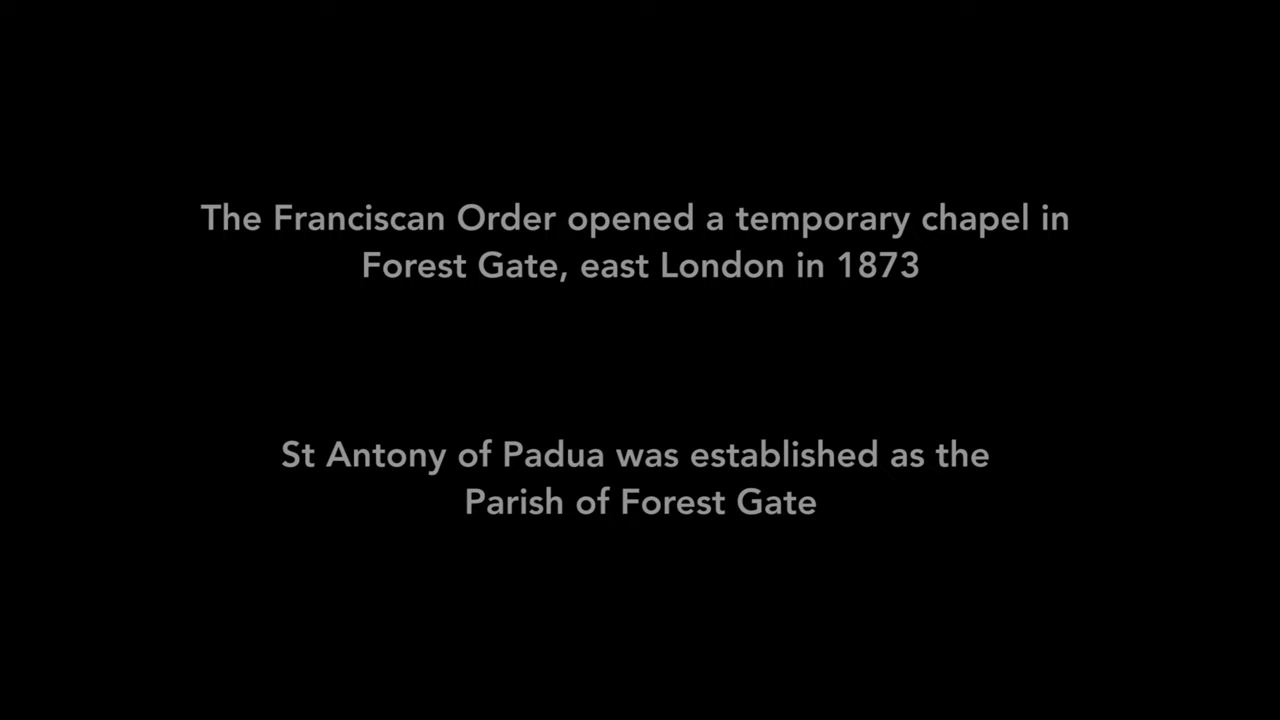 The Franciscan Order opened a temporary chapel in
Forest Gate, east London in 1873
St Antony of Padua was established as the
Parish of Forest Gate